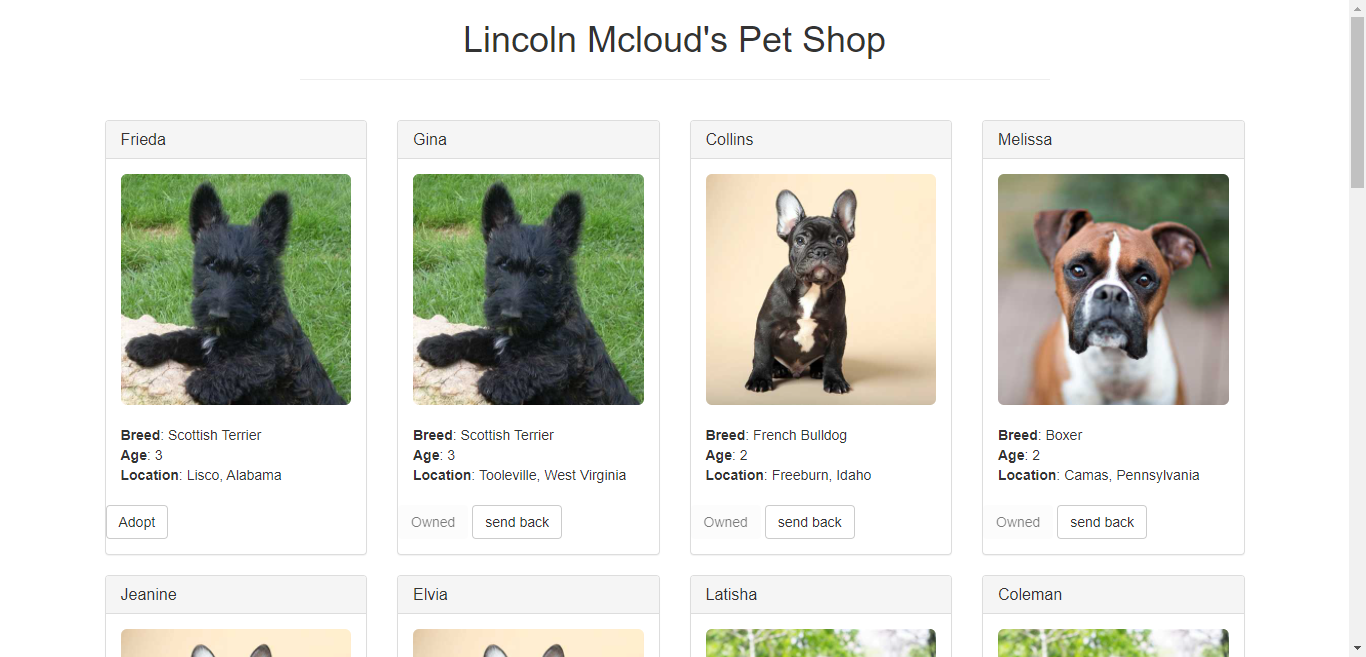 Lincoln Mcloud's Pet Shop
Frieda
Breed: Scottish Terrier
Age: 3
Location: Lisco, Alabama
Adopt
Gina
Breed: Scottish Terrier
Age: 3
Location: Tooleville, West Virginia
Owned send back
Collins
Breed: French Bulldog
Age: 2
Location: Freeburn, Idaho
Owned send back
Melissa
Breed: Boxer
Age: 2
Location: Camas, Pennsylvania
Owned send back
Jeanine
Elvia
Latisha
Coleman